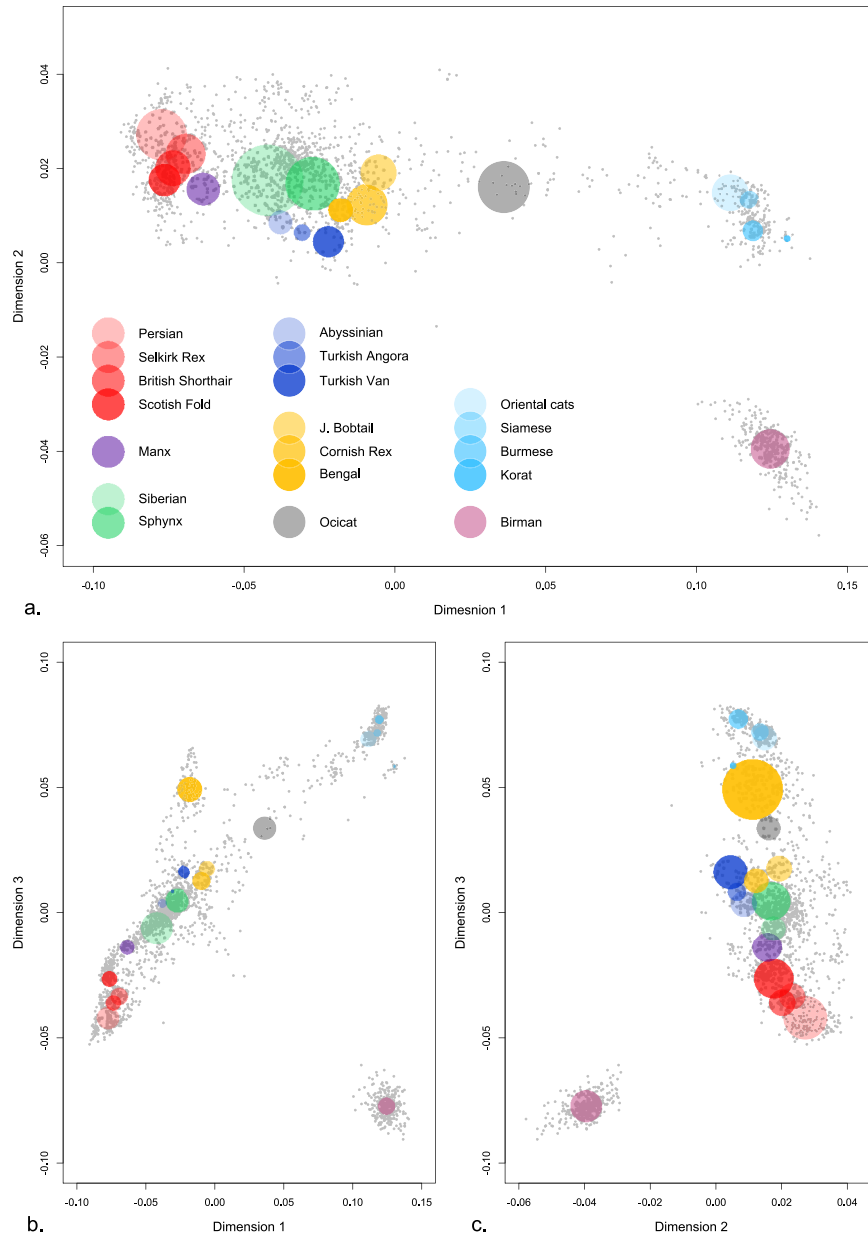 Dimension 2
0.04
0.02
0.00
-0.02
-0.04
-0.06
Persian
Selkirk Rex
British Shorthair
Scotish Fold
Manx
Siberian
Sphynx
Abyssinian
Turkish Angora
Turkish Van
J. Bobtail
Cornish Rex
Bengal
Ocicat
Oriental cats
Siamese
Burmese
Korat
Birman
-0.10 -0.05 0.00 0.05 0.10 0.15
Dimesnion 1
a.
Dimension 3
0.10
0.05
0.00
-0.05
-0.10
-0.10 -0.05 0.00 0.05 0.10 0.15
Dimension 1
b.
Dimension 3
0.10
0.05
0.00
-0.05
-0.10
-0.06 -0.04 -0.02 0.00 0.02 0.04
Dimension 2
c.